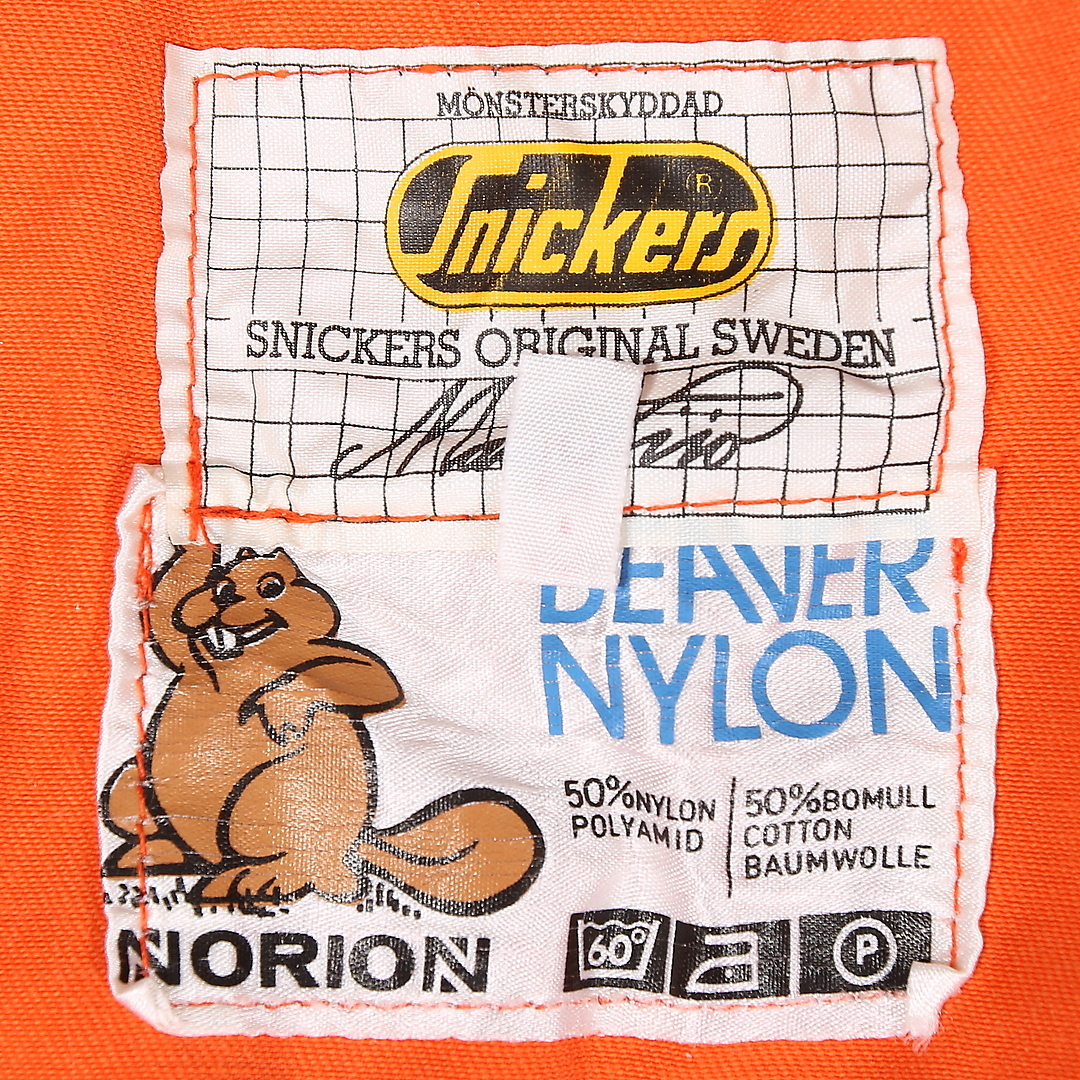 MÖNSTERSKYDDAD
Snickers®
SNICKERS ORIGINAL SWEDEN
BEAVER
NYLON
50%NYLON
POLYAMID
50%BOMULL
COTTON
BAUMWOLLE
NORION
60°
P